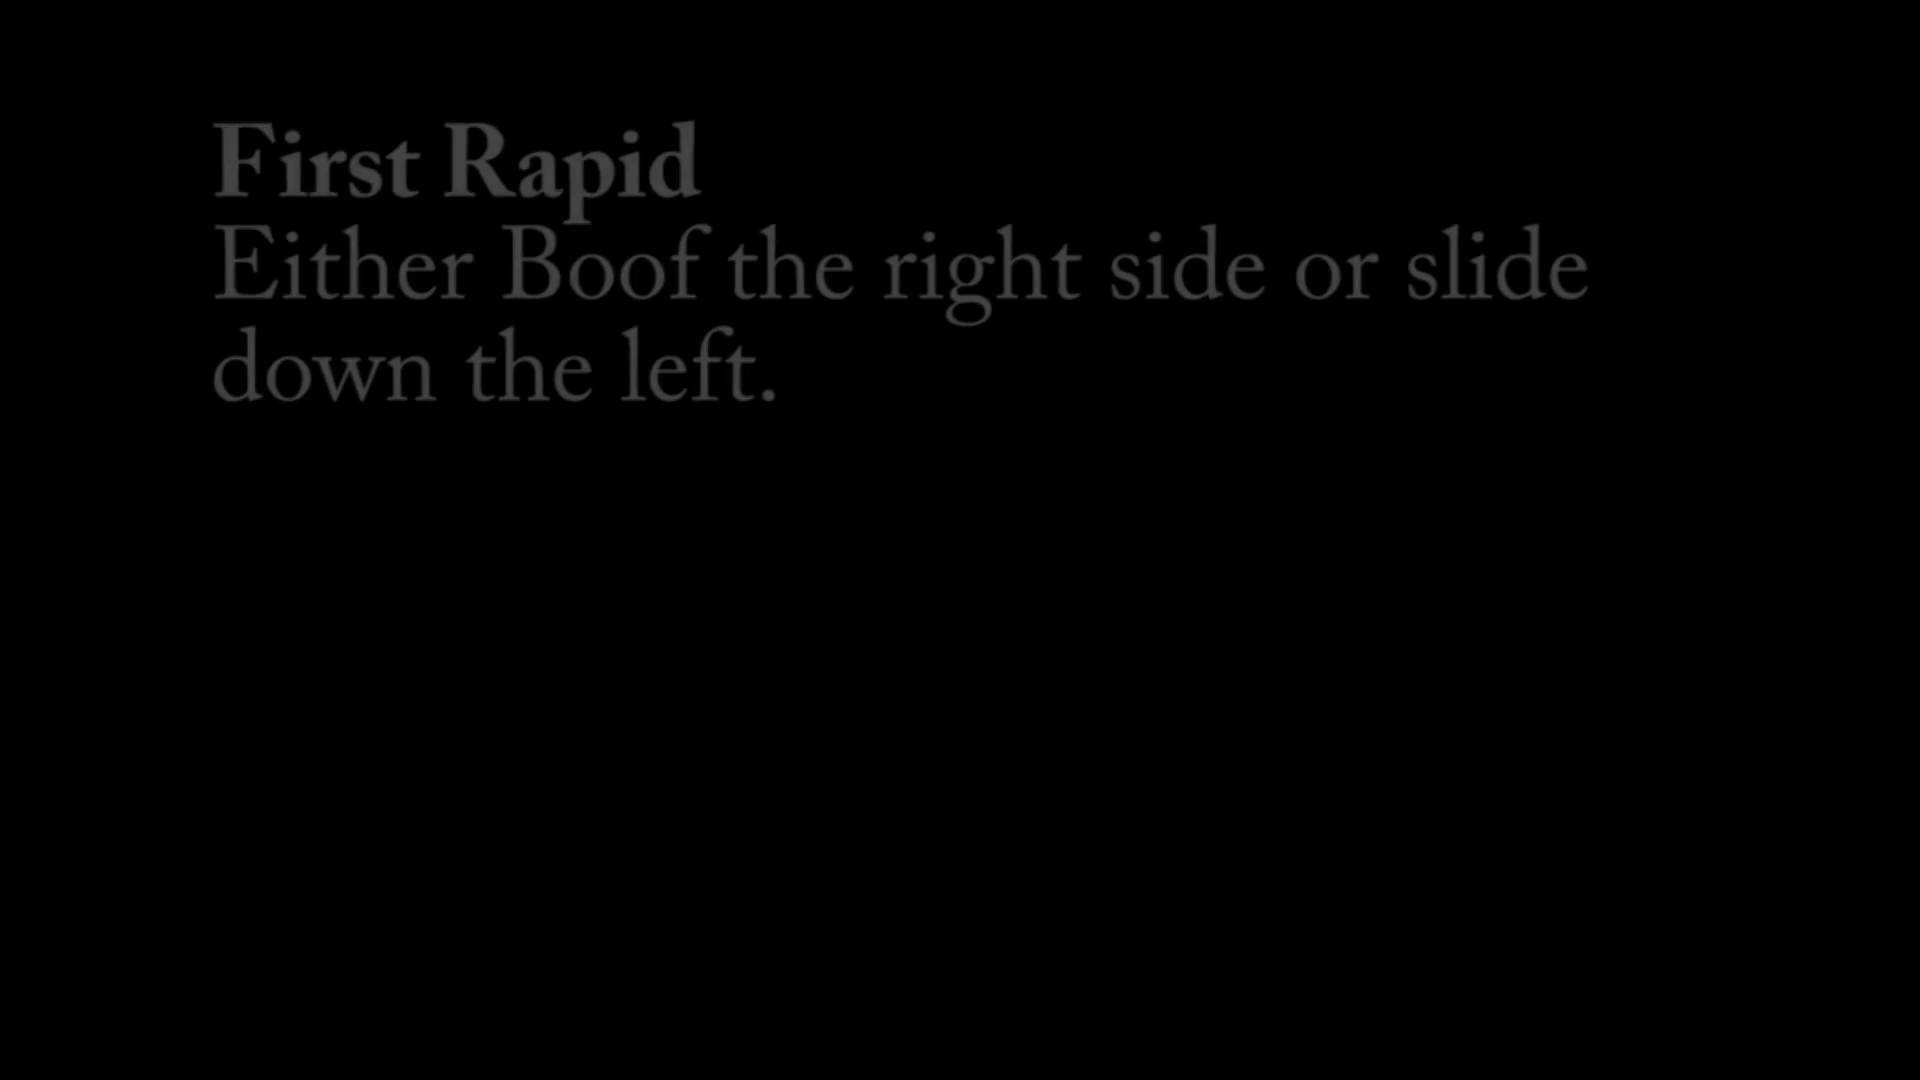 First Rapid
Either Boof the right side or slide
down the left.